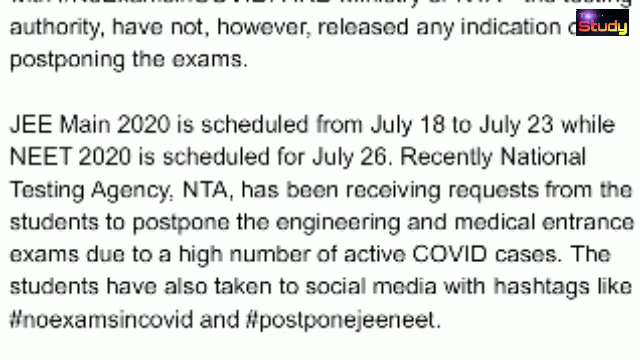 authority, have not, however, released any indication
postponing the exams.
Study
JEE Main 2020 is scheduled from July 18 to July 23 while
NEET 2020 is scheduled for July 26. Recently National
Testing Agency, NTA, has been receiving requests from the
students to postpone the engineering and medical entrance
exams due to a high number of active COVID cases. The
students have also taken to social media with hashtags like
#noexamsincovid and #postponejeeneet.